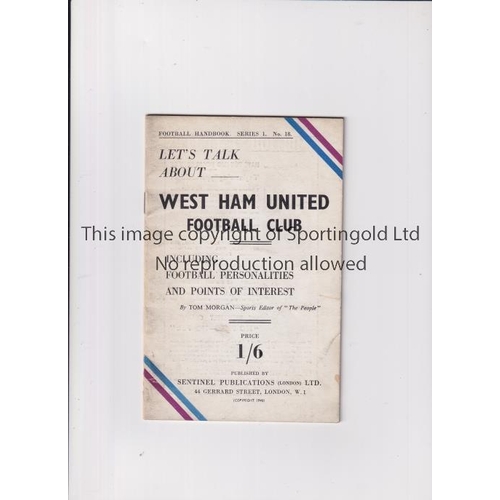 FOOTBALL HANDBOOK. SERIES 1. No. 18.
LET'S TALK
ABOUT
WEST HAM UNITED
FOOTBALL CLUB
This image copyright of Sportingold Ltd
INCLUDING
No reproduction allowed
FOOTBALL PERSONALITIES
AND POINTS OF INTEREST
By TOM MORGAN—Sports Editor of "The People"
PRICE
1/6
PUBLISHED BY
SENTINEL PUBLICATIONS (LONDON) LTD.
44 GERRARD STREET, LONDON, W.1